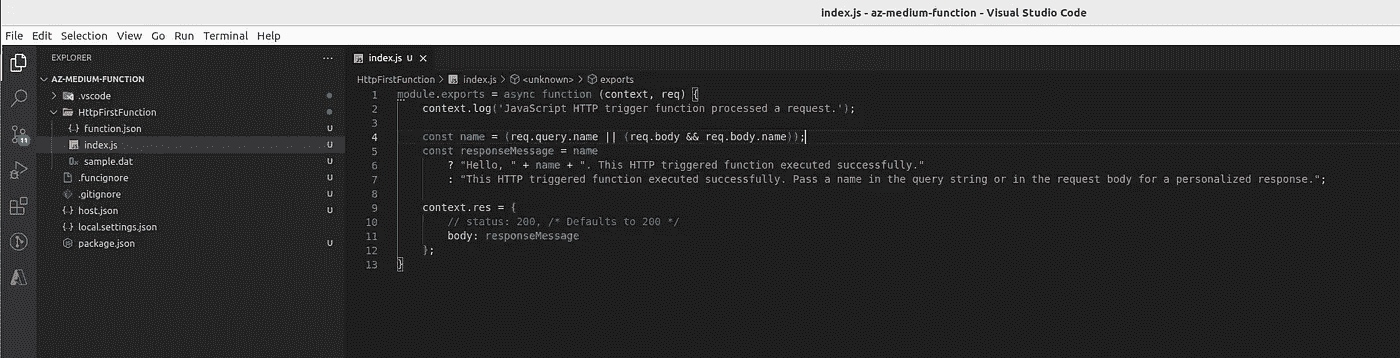 index.js - az-medium-function - Visual Studio Code
File Edit Selection View Go Run Terminal Help
EXPLORER ...
AZ-MEDIUM-FUNCTION
.vscode
HttpFirstFunction
{} function.json U
index.js U
sample.dat U
.funcignore U
.gitignore U
{} host.json U
{} local.settings.json
package.json U
11
index.js U ×
HttpFirstFunction > index.js > <unknown> > exports
1 module.exports = async function (context, req) {
2 context.log('JavaScript HTTP trigger function processed a request.');
3
4 const name = (req.query.name || (req.body && req.body.name));
5 const responseMessage = name
6 ? "Hello, " + name + ". This HTTP triggered function executed successfully."
7 : "This HTTP triggered function executed successfully. Pass a name in the query string or in the request body for a personalized response.";
8
9 context.res = {
10 // status: 200, /* Defaults to 200 */
11 body: responseMessage
12 };
13 }